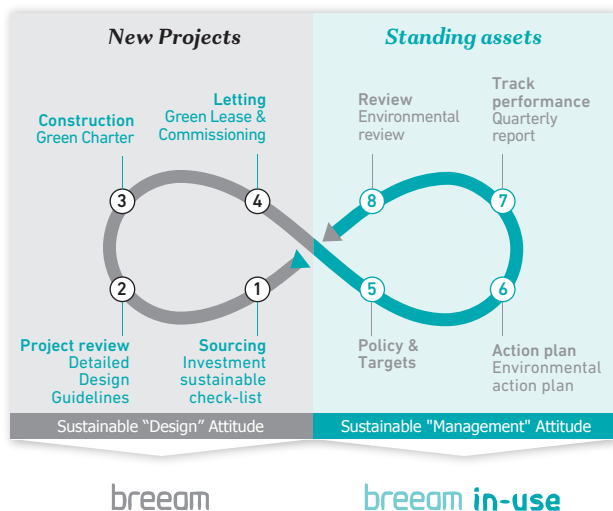 New Projects
Standing assets
Construction
Green Charter
Letting
Green Lease &
Commissioning
Review
Environmental
review
Track
performance
Quarterly
report
3
4
8
7
2
1
5
6
Project review
Detailed
Design
Guidelines
Sourcing
Investment
sustainable
check-list
Policy &
Targets
Action plan
Environmental
action plan
Sustainable “Design” Attitude
Sustainable "Management" Attitude
breeam
breeam in-use